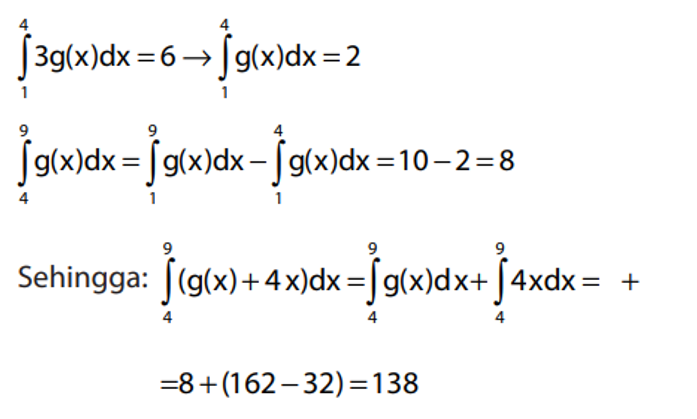 ∫₁⁴ 3g(x)dx = 6 → ∫₁⁴ g(x)dx = 2
∫₄⁹ g(x)dx = ∫₁⁹ g(x)dx – ∫₁⁴ g(x)dx = 10 – 2 = 8
Sehingga: ∫₄⁹ (g(x) + 4x)dx = ∫₄⁹ g(x)dx + ∫₄⁹ 4xdx = +
=8 + (162 – 32) = 138